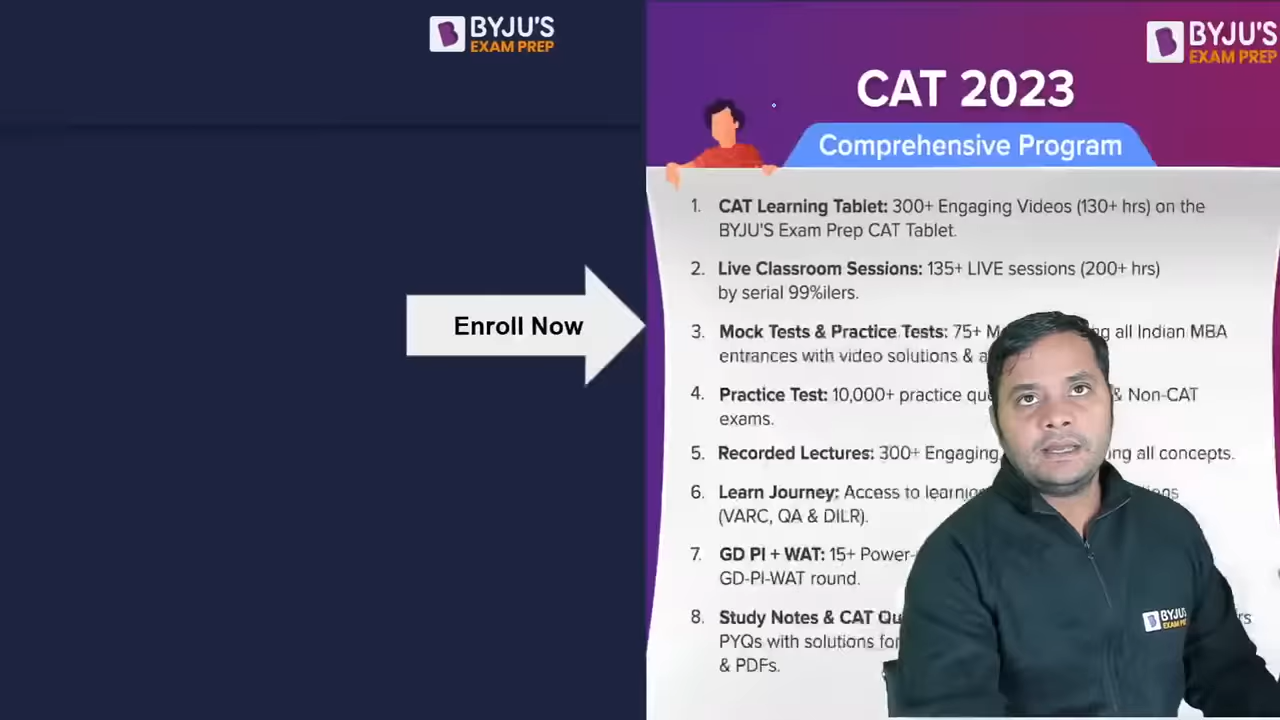 BYJU'S
EXAM PREP
BYJU'S
EXAM PREP
CAT 2023
Comprehensive Program
Enroll Now
1. CAT Learning Tablet: 300+ Engaging Videos (130+ hrs) on the
BYJU'S Exam Prep CAT Tablet.
2. Live Classroom Sessions: 135+ LIVE sessions (200+ hrs)
by serial 99%ilers.
3. Mock Tests & Practice Tests: 75+ all Indian MBA
entrances with video solutions &
4. Practice Test: 10,000+ practice & Non-CAT
exams.
5. Recorded Lectures: 300+ Engaging all concepts.
6. Learn Journey: Access to
(VARC, QA & DILR).
7. GD PI + WAT: 15+ Power-
GD-PI-WAT round.
8. Study Notes & CAT
PYQs with solutions for
& PDFs.
BYJU'S
EXAM